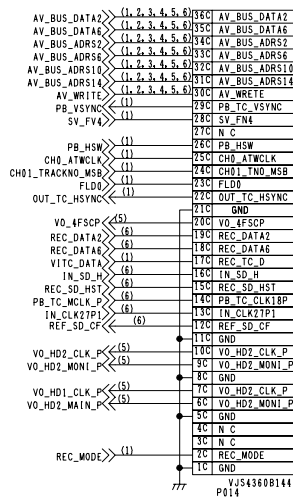 AV_BUS_DATA2 (1,2,3,4,5,6) 36C AV_BUS_DATA2
AV_BUS_DATA6 (1,2,3,4,5,6) 35C AV_BUS_DATA6
AV_BUS_ADRS2 (1,2,3,4,5,6) 34C AV_BUS_ADRS2
AV_BUS_ADRS6 (1,2,3,4,5,6) 33C AV_BUS_ADRS6
AV_BUS_ADRS10 (1,2,3,4,5,6) 32C AV_BUS_ADRS10
AV_BUS_ADRS14 (1,2,3,4,5,6) 31C AV_BUS_ADRS14
AV_WRITE (1,2,3,4,5,6) 30C AV_WRETE
PB_VSYNC (1) 29C PB_TC_VSYNC
SV_FV4 (1) 28C SV_FN4
27C N C
PB_HSW (1) 26C PB_HSW
CH0_ATWCLK (1) 25C CH0_ATWCLK
CH01_TRACKNO_MSB (1) 24C CH01_TNO_MSB
FLD0 (1) 23C FLD0
OUT_TC_HSYNC (1) 22C OUT_TC_HSYNC
21C GND
VO_4FSCP (5) 20C VO_4FSCP
REC_DATA2 (6) 19C REC_DATA2
REC_DATA6 (6) 18C REC_DATA6
VITC_DATA (1) 17C REC_TC_D
IN_SD_H (6) 16C IN_SD_H
REC_SD_HST (6) 15C REC_SD_HST
PB_TC_MCLK_P (6) 14C PB_TC_CLK18P
IN_CLK27P1 (6) 13C IN_CLK27P1
REF_SD_CF (6) 12C REF_SD_CF
11C GND
VO_HD2_CLK_P (5) 10C VO_HD2_CLK_P
VO_HD2_MONI_P (5) 9C VO_HD2_MONI_P
8C GND
VO_HD1_CLK_P (5) 7C VO_HD2_CLK_P
VO_HD2_MAIN_P (5) 6C VO_HD2_MONI_P
5C GND
4C N C
3C N C
REC_MODE (1) 2C REC_MODE
1C GND
VJS4360B144
P014